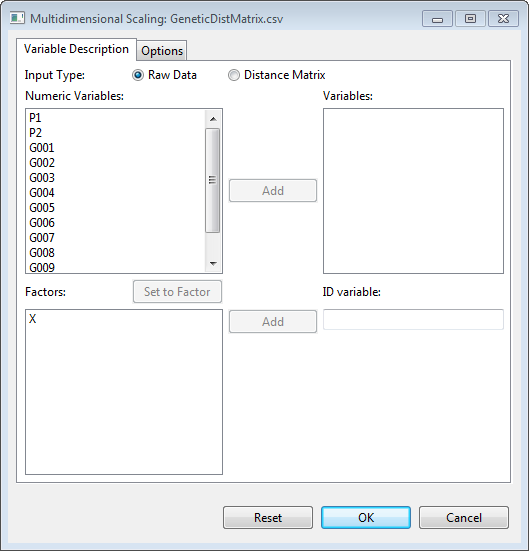 Multidimensional Scaling: GeneticDistMatrix.csv
Variable Description Options
Input Type: Raw Data Distance Matrix
Numeric Variables: Variables:
P1
P2
G001
G002
G003
G004
G005
G006
G007
G008
G009
Add
Factors: Set to Factor ID variable:
X
Add
Reset OK Cancel